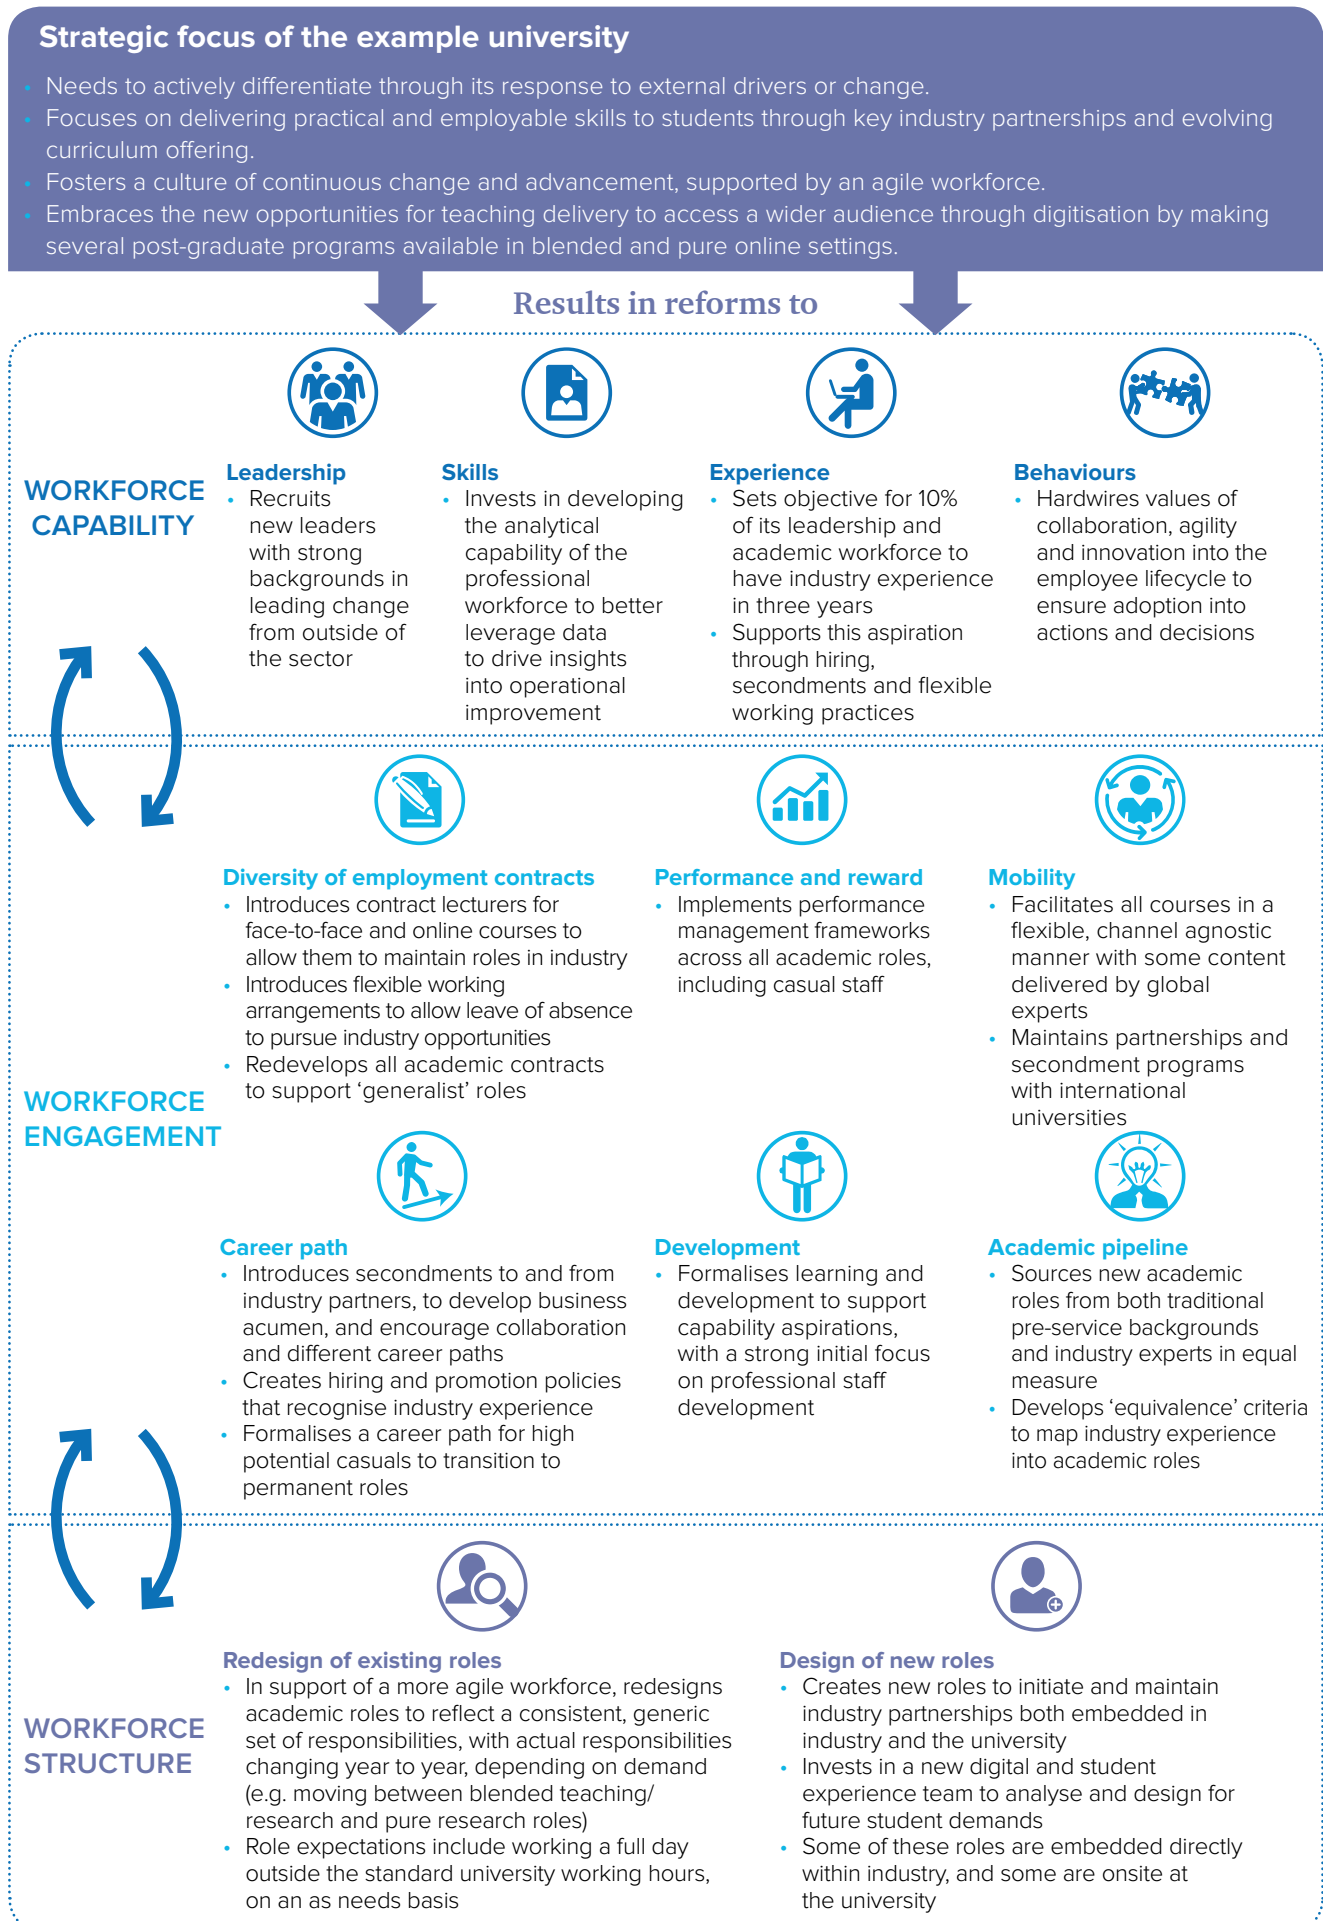 Strategic focus of the example university
• Needs to actively differentiate through its response to external drivers or change.
• Focuses on delivering practical and employable skills to students through key industry partnerships and evolving
curriculum offering.
• Fosters a culture of continuous change and advancement, supported by an agile workforce.
• Embraces the new opportunities for teaching delivery to access a wider audience through digitisation by making
several post-graduate programs available in blended and pure online settings.
Results in reforms to
WORKFORCE
CAPABILITY
Leadership
• Recruits
new leaders
with strong
backgrounds in
leading change
from outside of
the sector
Skills
• Invests in developing
the analytical
capability of the
professional
workforce to better
leverage data
to drive insights
into operational
improvement
Experience
• Sets objective for 10%
of its leadership and
academic workforce to
have industry experience
in three years
• Supports this aspiration
through hiring,
secondments and flexible
working practices
Behaviours
• Hardwires values of
collaboration, agility
and innovation into the
employee lifecycle to
ensure adoption into
actions and decisions
WORKFORCE
ENGAGEMENT
Diversity of employment contracts
• Introduces contract lecturers for
face-to-face and online courses to
allow them to maintain roles in industry
• Introduces flexible working
arrangements to allow leave of absence
to pursue industry opportunities
• Redevelops all academic contracts
to support ‘generalist’ roles
Performance and reward
• Implements performance
management frameworks
across all academic roles,
including casual staff
Mobility
• Facilitates all courses in a
flexible, channel agnostic
manner with some content
delivered by global
experts
• Maintains partnerships and
secondment programs
with international
universities
Career path
• Introduces secondments to and from
industry partners, to develop business
acumen, and encourage collaboration
and different career paths
• Creates hiring and promotion policies
that recognise industry experience
• Formalises a career path for high
potential casuals to transition to
permanent roles
Development
• Formalises learning and
development to support
capability aspirations,
with a strong initial focus
on professional staff
development
Academic pipeline
• Sources new academic
roles from both traditional
pre-service backgrounds
and industry experts in equal
measure
• Develops ‘equivalence’ criteria
to map industry experience
into academic roles
WORKFORCE
STRUCTURE
Redesign of existing roles
• In support of a more agile workforce, redesigns
academic roles to reflect a consistent, generic
set of responsibilities, with actual responsibilities
changing year to year, depending on demand
(e.g. moving between blended teaching/
research and pure research roles)
• Role expectations include working a full day
outside the standard university working hours,
on an as needs basis
Design of new roles
• Creates new roles to initiate and maintain
industry partnerships both embedded in
industry and the university
• Invests in a new digital and student
experience team to analyse and design for
future student demands
• Some of these roles are embedded directly
within industry, and some are onsite at
the university